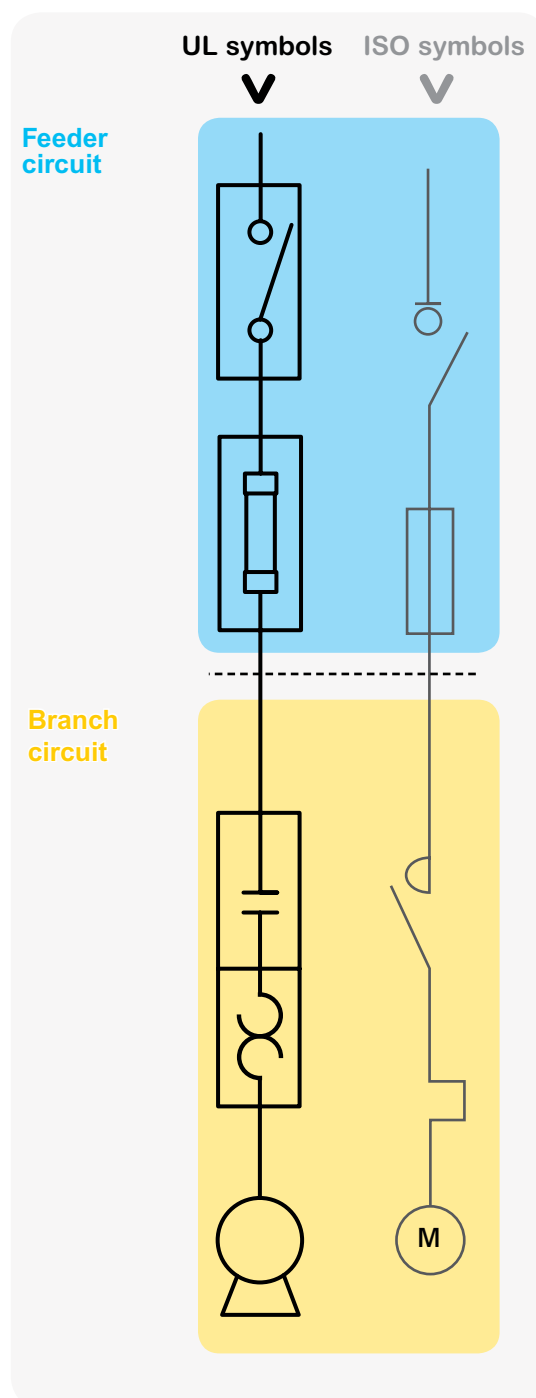 UL symbols
ISO symbols
Feeder
circuit
Branch
circuit
M